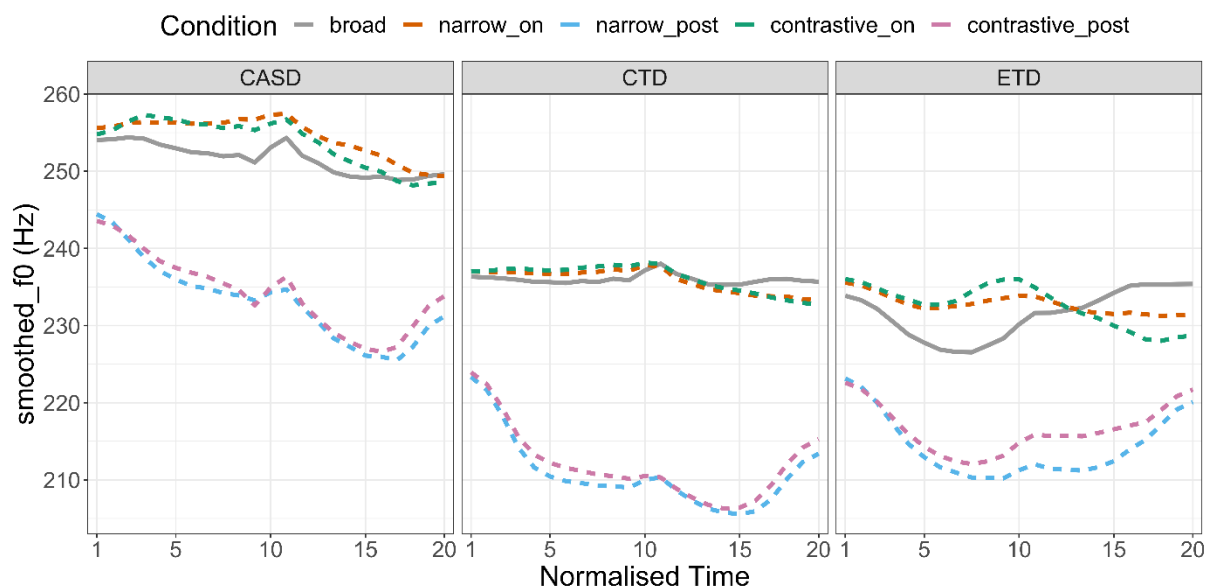 Condition broad narrow_on narrow_post contrastive_on contrastive_post
CASD CTD ETD
260
250
240
230
220
210
smoothed_f0 (Hz)
1 5 10 15 20 1 5 10 15 20 1 5 10 15 20
Normalised Time